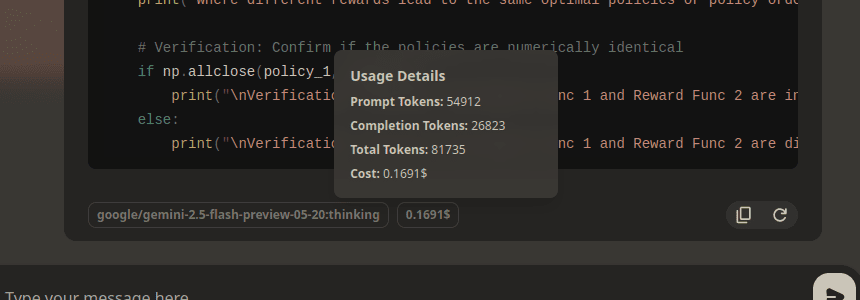 print("Where different rewards lead to the same optimal policies or policy orde
# Verification: Confirm if the policies are numerically identical
if np.allclose(policy_1,
print("\nVerificatio nc 1 and Reward Func 2 are in
else:
print("\nVerificatio nc 1 and Reward Func 2 are di
Usage Details
Prompt Tokens: 54912
Completion Tokens: 26823
Total Tokens: 81735
Cost: 0.1691$
google/gemini-2.5-flash-preview-05-20:thinking 0.1691$
Type your message here